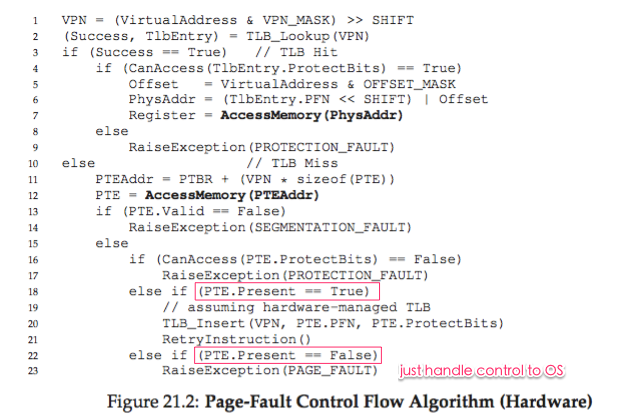 1 VPN = (VirtualAddress & VPN_MASK) >> SHIFT
2 (Success, TlbEntry) = TLB_Lookup(VPN)
3 if (Success == True) // TLB Hit
4 if (CanAccess(TlbEntry.ProtectBits) == True)
5 Offset = VirtualAddress & OFFSET_MASK
6 PhysAddr = (TlbEntry.PFN << SHIFT) | Offset
7 Register = AccessMemory(PhysAddr)
8 else
9 RaiseException(PROTECTION_FAULT)
10 else // TLB Miss
11 PTEAddr = PTBR + (VPN * sizeof(PTE))
12 PTE = AccessMemory(PTEAddr)
13 if (PTE.Valid == False)
14 RaiseException(SEGMENTATION_FAULT)
15 else
16 if (CanAccess(PTE.ProtectBits) == False)
17 RaiseException(PROTECTION_FAULT)
18 else if (PTE.Present == True)
19 // assuming hardware-managed TLB
20 TLB_Insert(VPN, PTE.PFN, PTE.ProtectBits)
21 RetryInstruction()
22 else if (PTE.Present == False)
23 RaiseException(PAGE_FAULT) just handle control to OS
Figure 21.2: Page-Fault Control Flow Algorithm (Hardware)